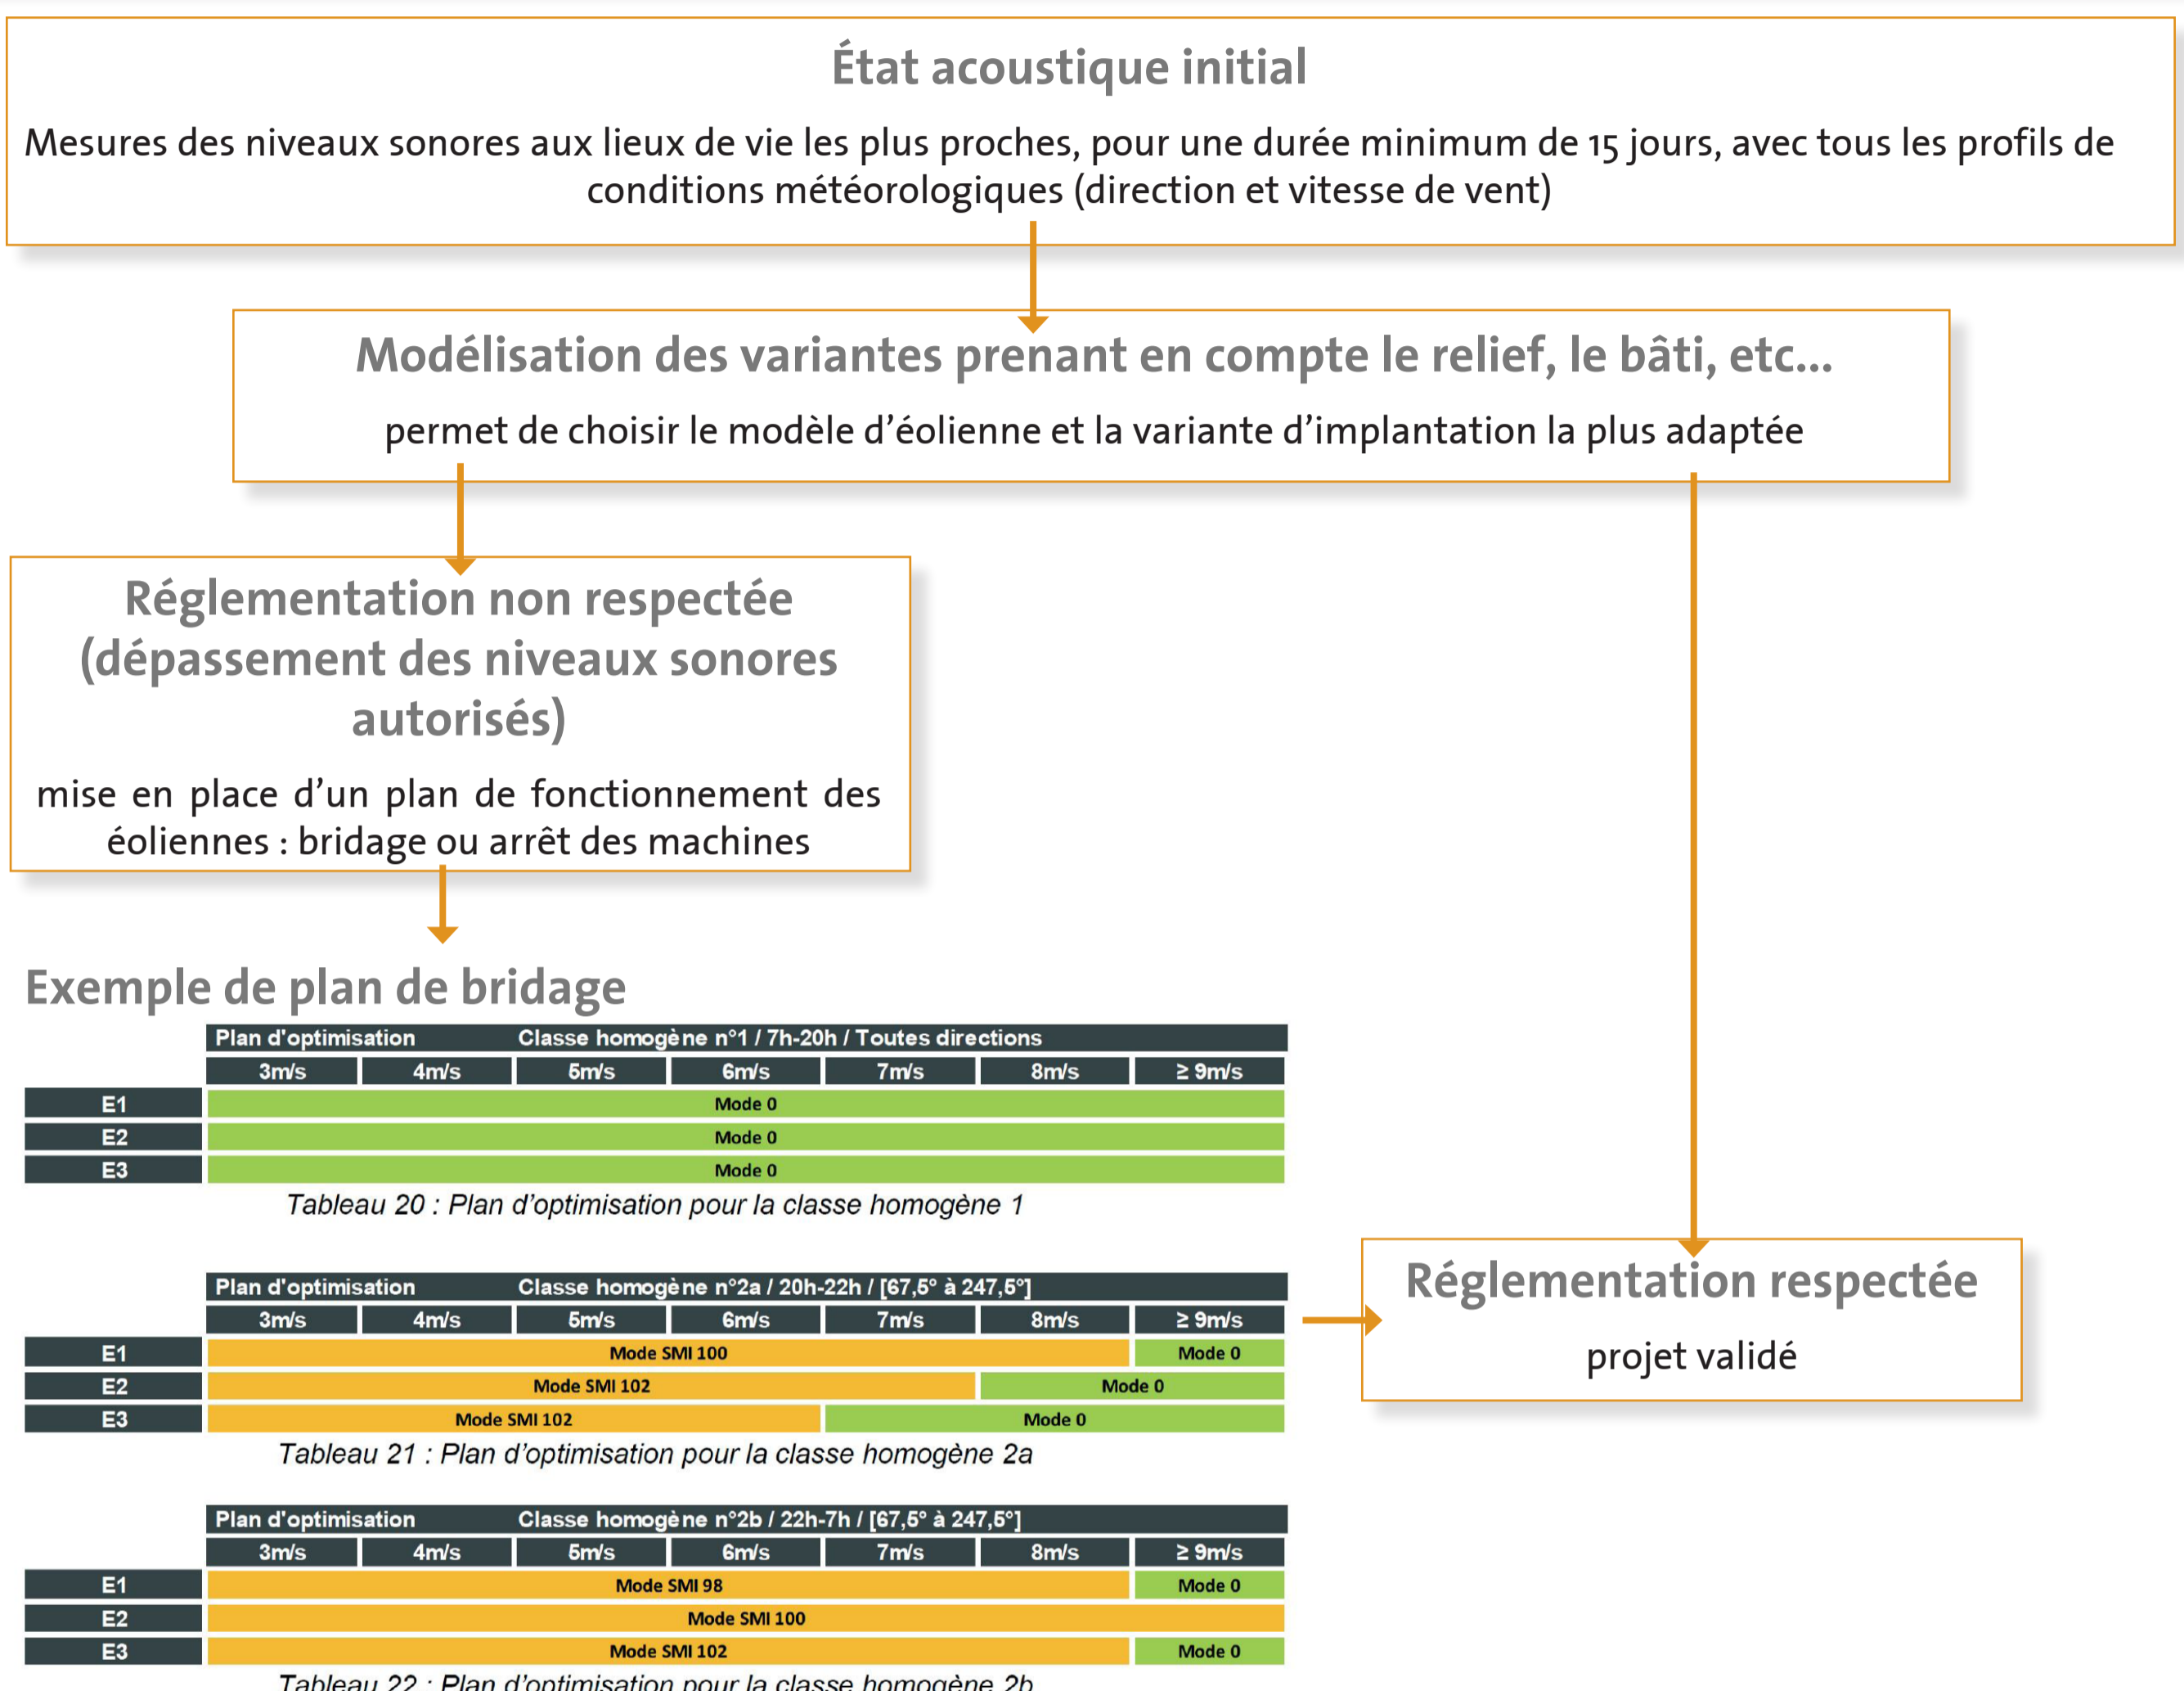 État acoustique initial
Mesures des niveaux sonores aux lieux de vie les plus proches, pour une durée minimum de 15 jours, avec tous les profils de
conditions météorologiques (direction et vitesse de vent)
Modélisation des variantes prenant en compte le relief, le bâti, etc...
permet de choisir le modèle d'éolienne et la variante d'implantation la plus adaptée
Réglementation non respectée
(dépassement des niveaux sonores
autorisés)
mise en place d'un plan de fonctionnement des
éoliennes : bridage ou arrêt des machines
Exemple de plan de bridage
Plan d'optimisation Classe homogène n°1 / 7h-20h / Toutes directions
3m/s 4m/s 5m/s 6m/s 7m/s 8m/s ≥ 9m/s
E1 Mode 0
E2 Mode 0
E3 Mode 0
Tableau 20 : Plan d'optimisation pour la classe homogène 1
Plan d'optimisation Classe homogène n°2a / 20h-22h / [67,5° à 247,5°]
3m/s 4m/s 5m/s 6m/s 7m/s 8m/s ≥ 9m/s
E1 Mode SMI 100 Mode 0
E2 Mode SMI 102 Mode 0
E3 Mode SMI 102 Mode 0
Tableau 21 : Plan d'optimisation pour la classe homogène 2a
Réglementation respectée
projet validé
Plan d'optimisation Classe homogène n°2b / 22h-7h / [67,5° à 247,5°]
3m/s 4m/s 5m/s 6m/s 7m/s 8m/s ≥ 9m/s
E1 Mode SMI 98 Mode 0
E2 Mode SMI 100
E3 Mode SMI 102 Mode 0
Tableau 22 : Plan d'optimisation pour la classe homogène 2b